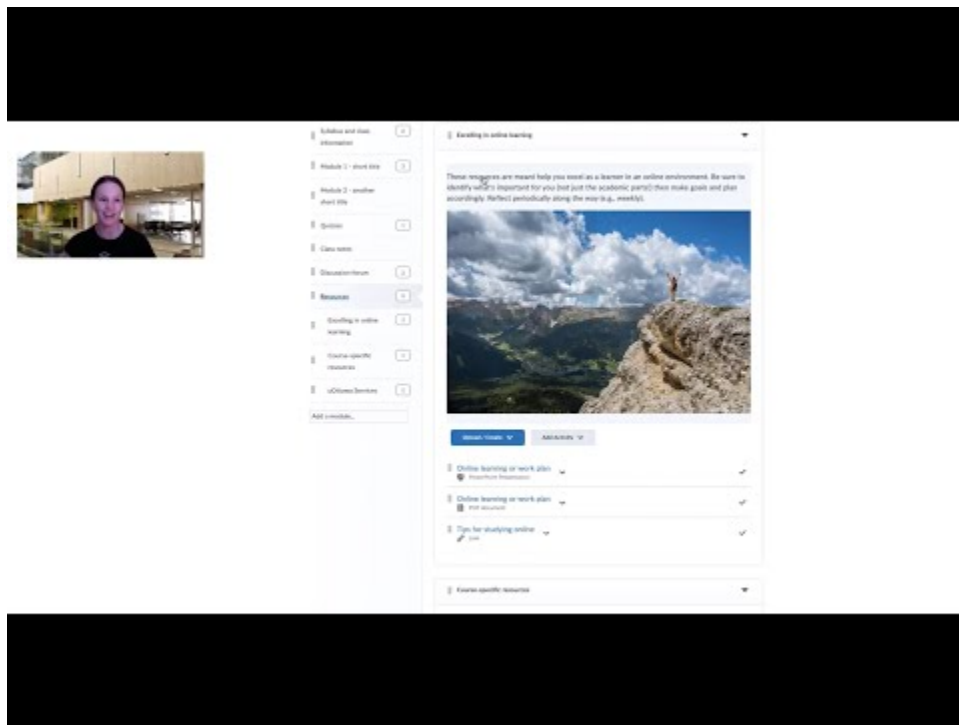 Syllabus and class
information
Module 1 - short title
Module 2 - another
short title
Quizzes
Class notes
Discussion forum
Resources
Excelling in online
learning
Course-specific
resources
uOttawa Services
Add a module...
Excelling in online learning
These resources are meant help you excel as a learner in an online environment. Be sure to
identify what's important for you (not just the academic parts!) then make goals and plan
accordingly. Reflect periodically along the way (e.g., weekly).
Upload / Create
Add Activity
Online learning or work plan
PowerPoint Presentation
Online learning or work plan
PDF document
Tips for studying online
Link
Course-specific resources